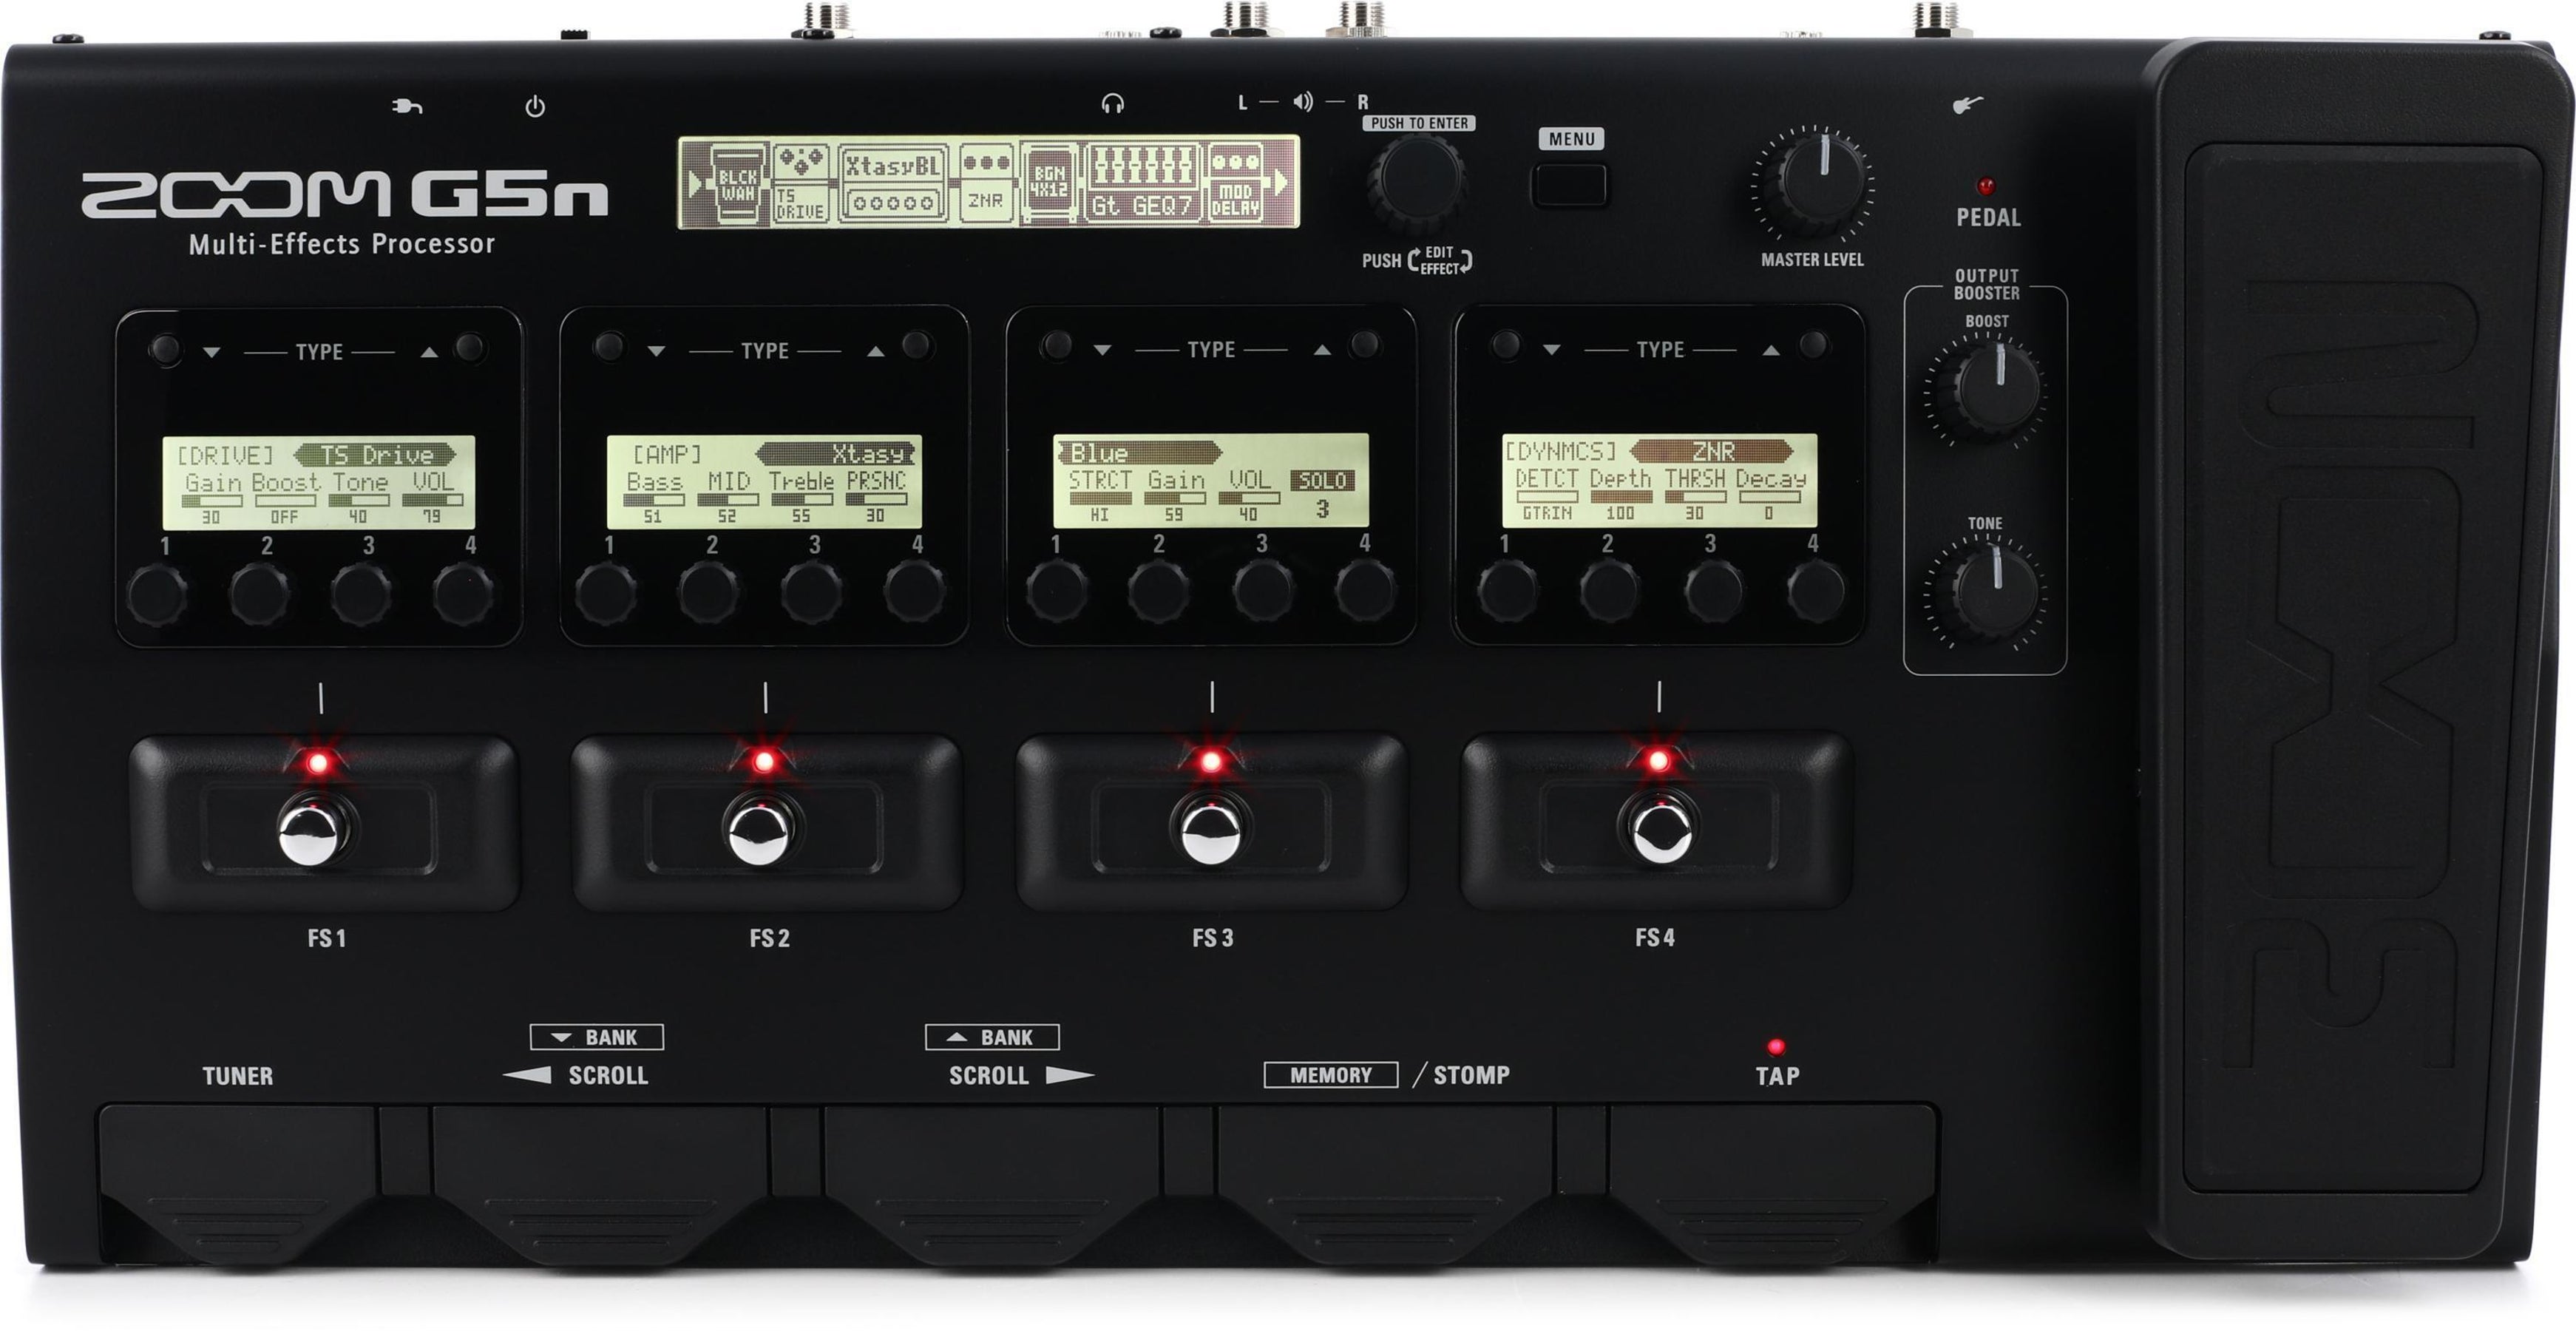 L R
PUSH TO ENTER
MENU
ZOOM G5n
Multi-Effects Processor
BLCK WAH
TS DRIVE
XtasyBL
ZNR
BGN 4X12
Gt GEQ7
MOD DELAY
PUSH EDIT EFFECT
MASTER LEVEL
PEDAL
OUTPUT
BOOSTER
BOOST
TONE
TYPE TYPE TYPE TYPE
[DRIVE] TS Drive
Gain Boost Tone VOL
30 OFF 40 79
1 2 3 4
[AMP] Xtasy
Bass MID Treble PRSNC
51 52 55 30
1 2 3 4
Blue
STRCT Gain VOL SOLO
HI 59 40 3
1 2 3 4
[DYNMCS] ZNR
DETCT Depth THRSH Decay
GTRIN 100 30 0
1 2 3 4
FS1 FS2 FS3 FS4
BANK BANK
TUNER SCROLL SCROLL MEMORY / STOMP TAP
NEXUS